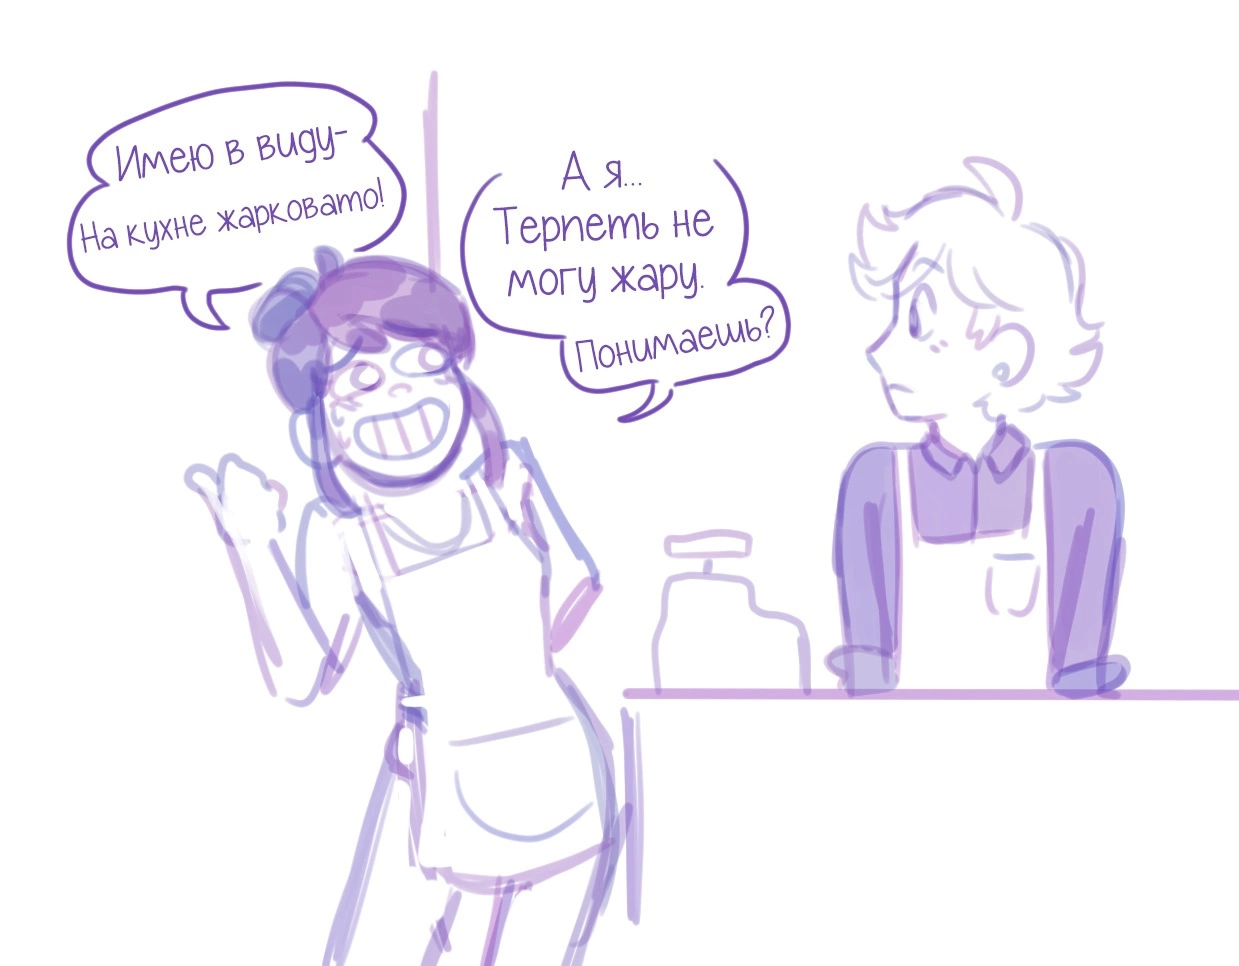 Имею в виду-
На кухне жарковато!
А я...
Терпеть не
могу жару.
Понимаешь?